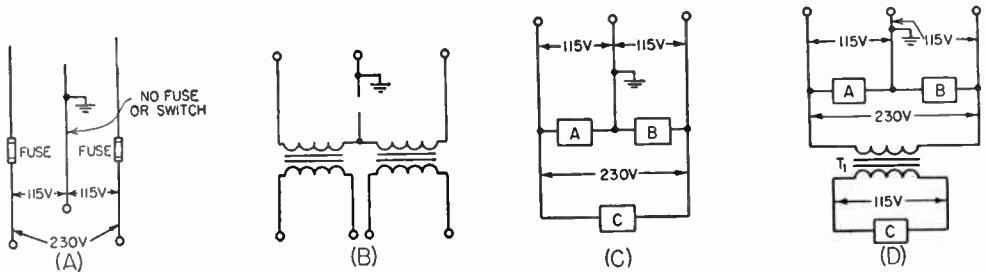 NO FUSE
OR SWITCH
FUSE
FUSE
115V
115V
230V
(A)
(B)
115V
115V
A
B
230V
C
(C)
115V
115V
A
B
230V
T1
115V
C
(D)